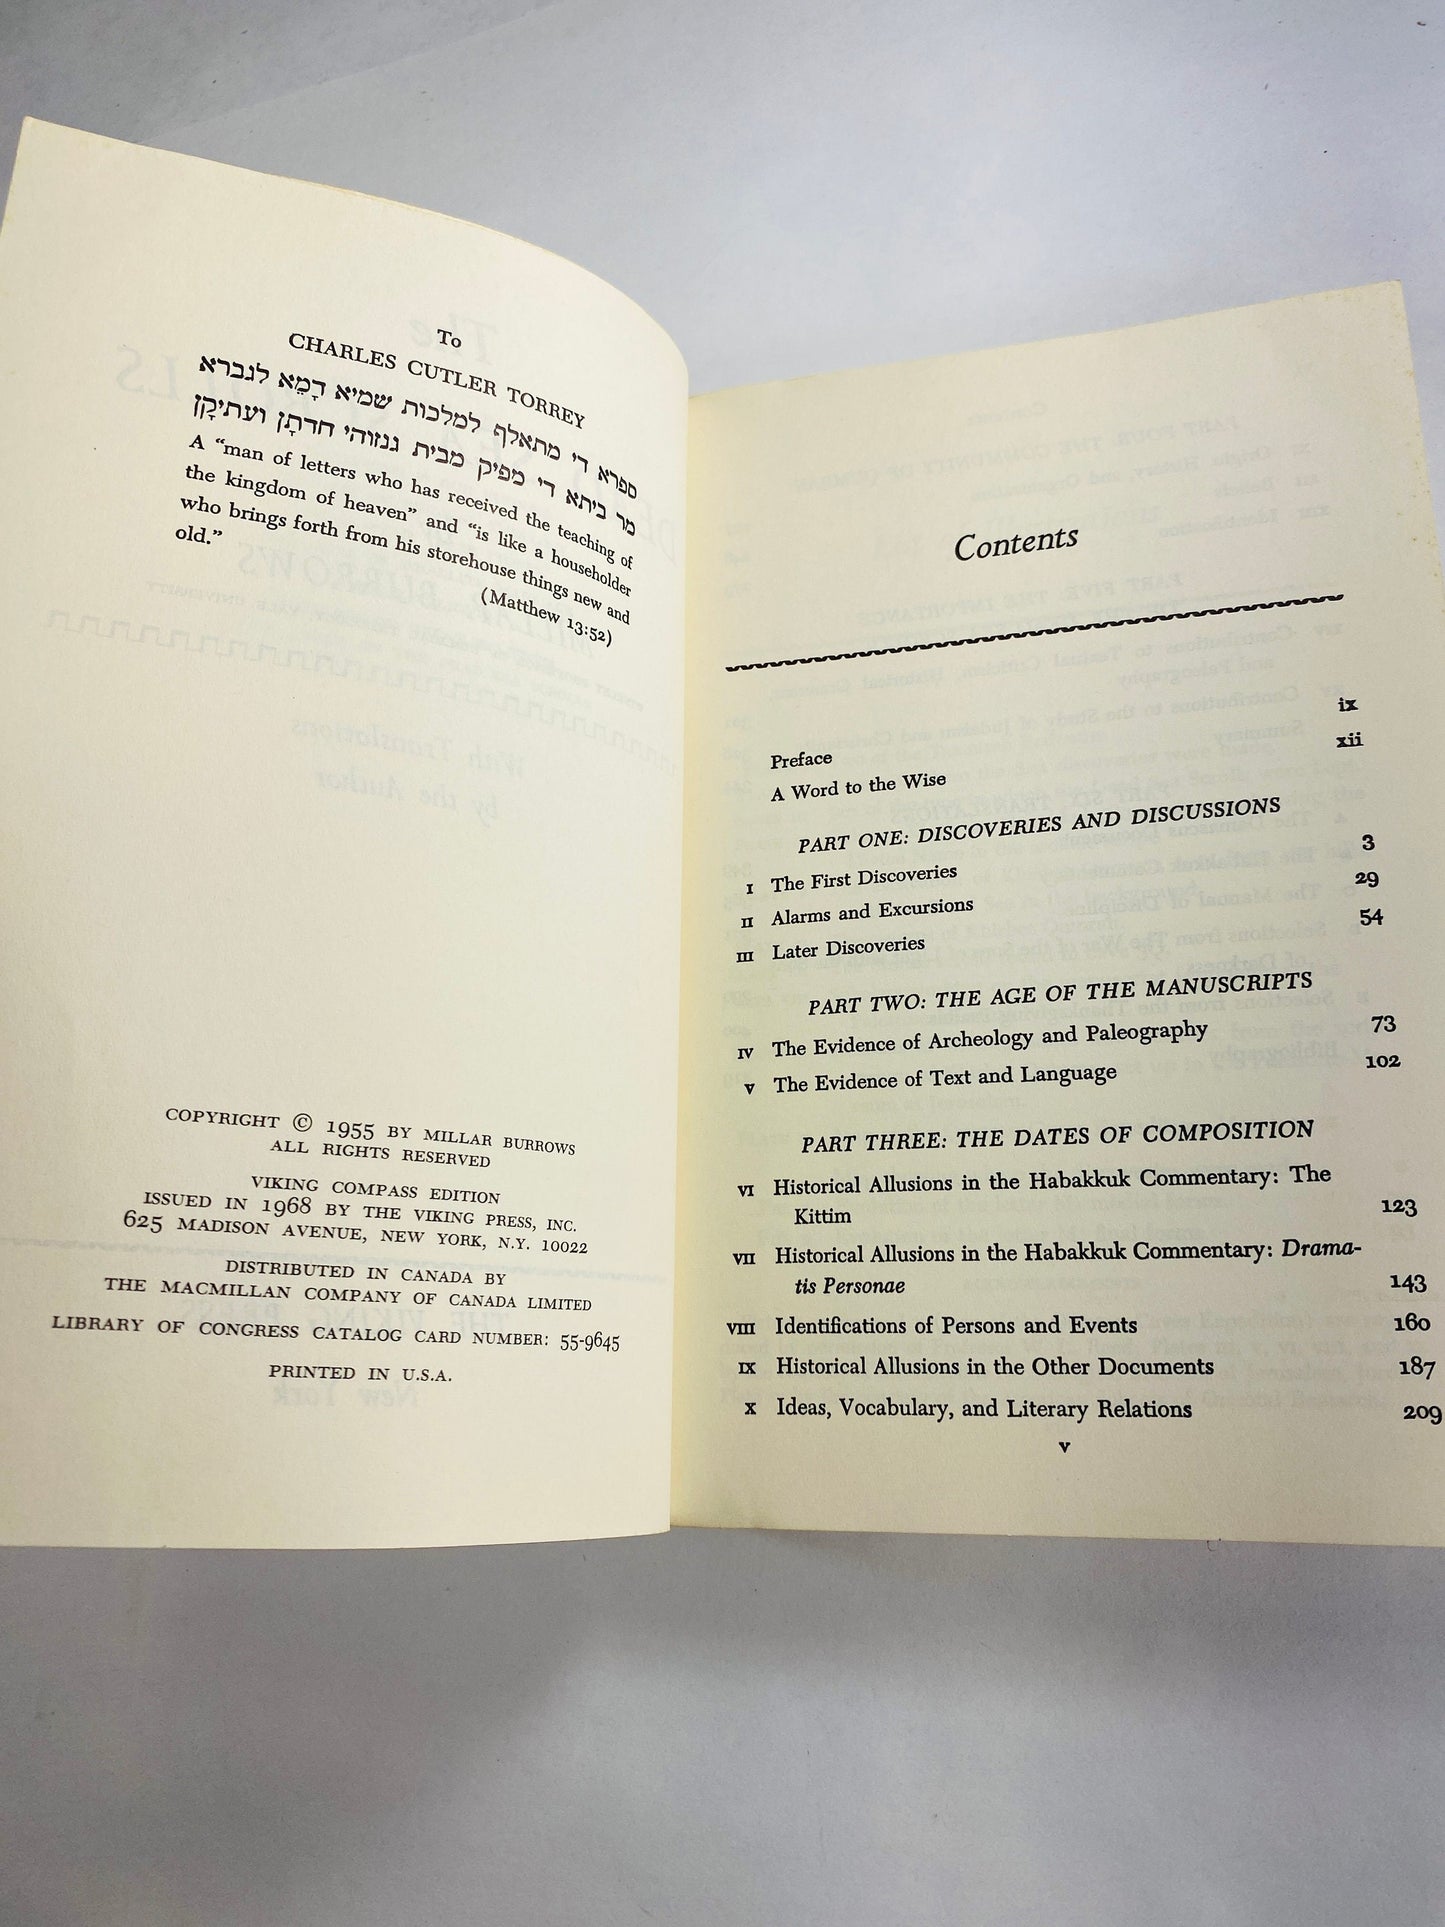 To
CHARLES CUTLER TORREY
ספרא די מתאלף למלכות שמיא דָמֵא לגברא
מר ביתא די מפיק מבית גנזוהי חדתָן ועתיקָן
A “man of letters who has received the teaching of
the kingdom of heaven” and “is like a householder
who brings forth from his storehouse things new and
old.”
(Matthew 13:52)
COPYRIGHT © 1955 BY MILLAR BURROWS
ALL RIGHTS RESERVED
VIKING COMPASS EDITION
ISSUED IN 1968 BY THE VIKING PRESS, INC.
625 MADISON AVENUE, NEW YORK, N.Y. 10022
DISTRIBUTED IN CANADA BY
THE MACMILLAN COMPANY OF CANADA LIMITED
LIBRARY OF CONGRESS CATALOG CARD NUMBER: 55-9645
PRINTED IN U.S.A.
Contents
Preface ix
A Word to the Wise xii
PART ONE: DISCOVERIES AND DISCUSSIONS
I The First Discoveries 3
II Alarms and Excursions 29
III Later Discoveries 54
PART TWO: THE AGE OF THE MANUSCRIPTS
IV The Evidence of Archeology and Paleography 73
V The Evidence of Text and Language 102
PART THREE: THE DATES OF COMPOSITION
VI Historical Allusions in the Habakkuk Commentary: The
Kittim 123
VII Historical Allusions in the Habakkuk Commentary: Drama-
tis Personae 143
VIII Identifications of Persons and Events 160
IX Historical Allusions in the Other Documents 187
X Ideas, Vocabulary, and Literary Relations 209
v